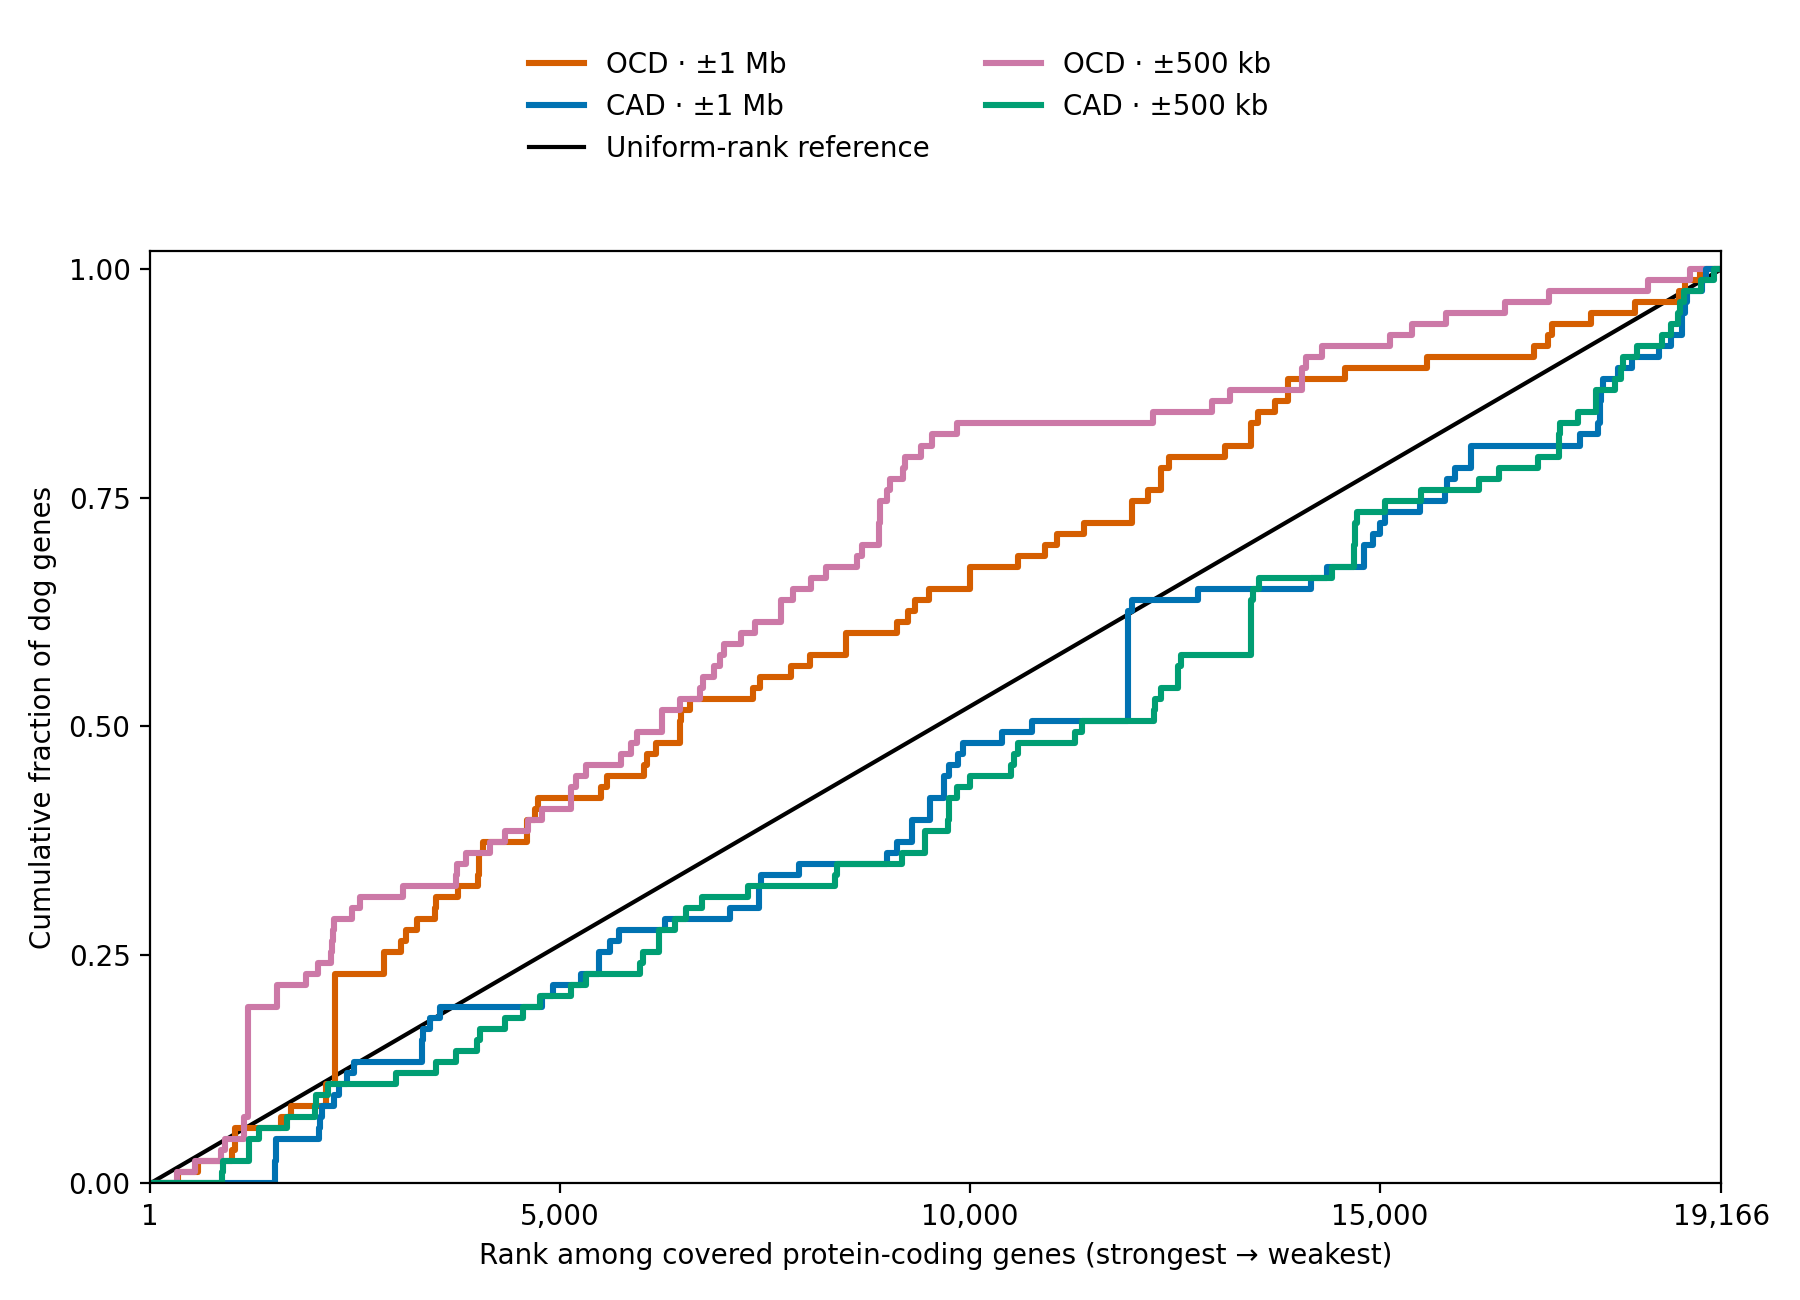 OCD · ±1 Mb
CAD · ±1 Mb
Uniform-rank reference
OCD · ±500 kb
CAD · ±500 kb
1.00
0.75
0.50
0.25
0.00
Cumulative fraction of dog genes
1
5,000
10,000
15,000
19,166
Rank among covered protein-coding genes (strongest → weakest)